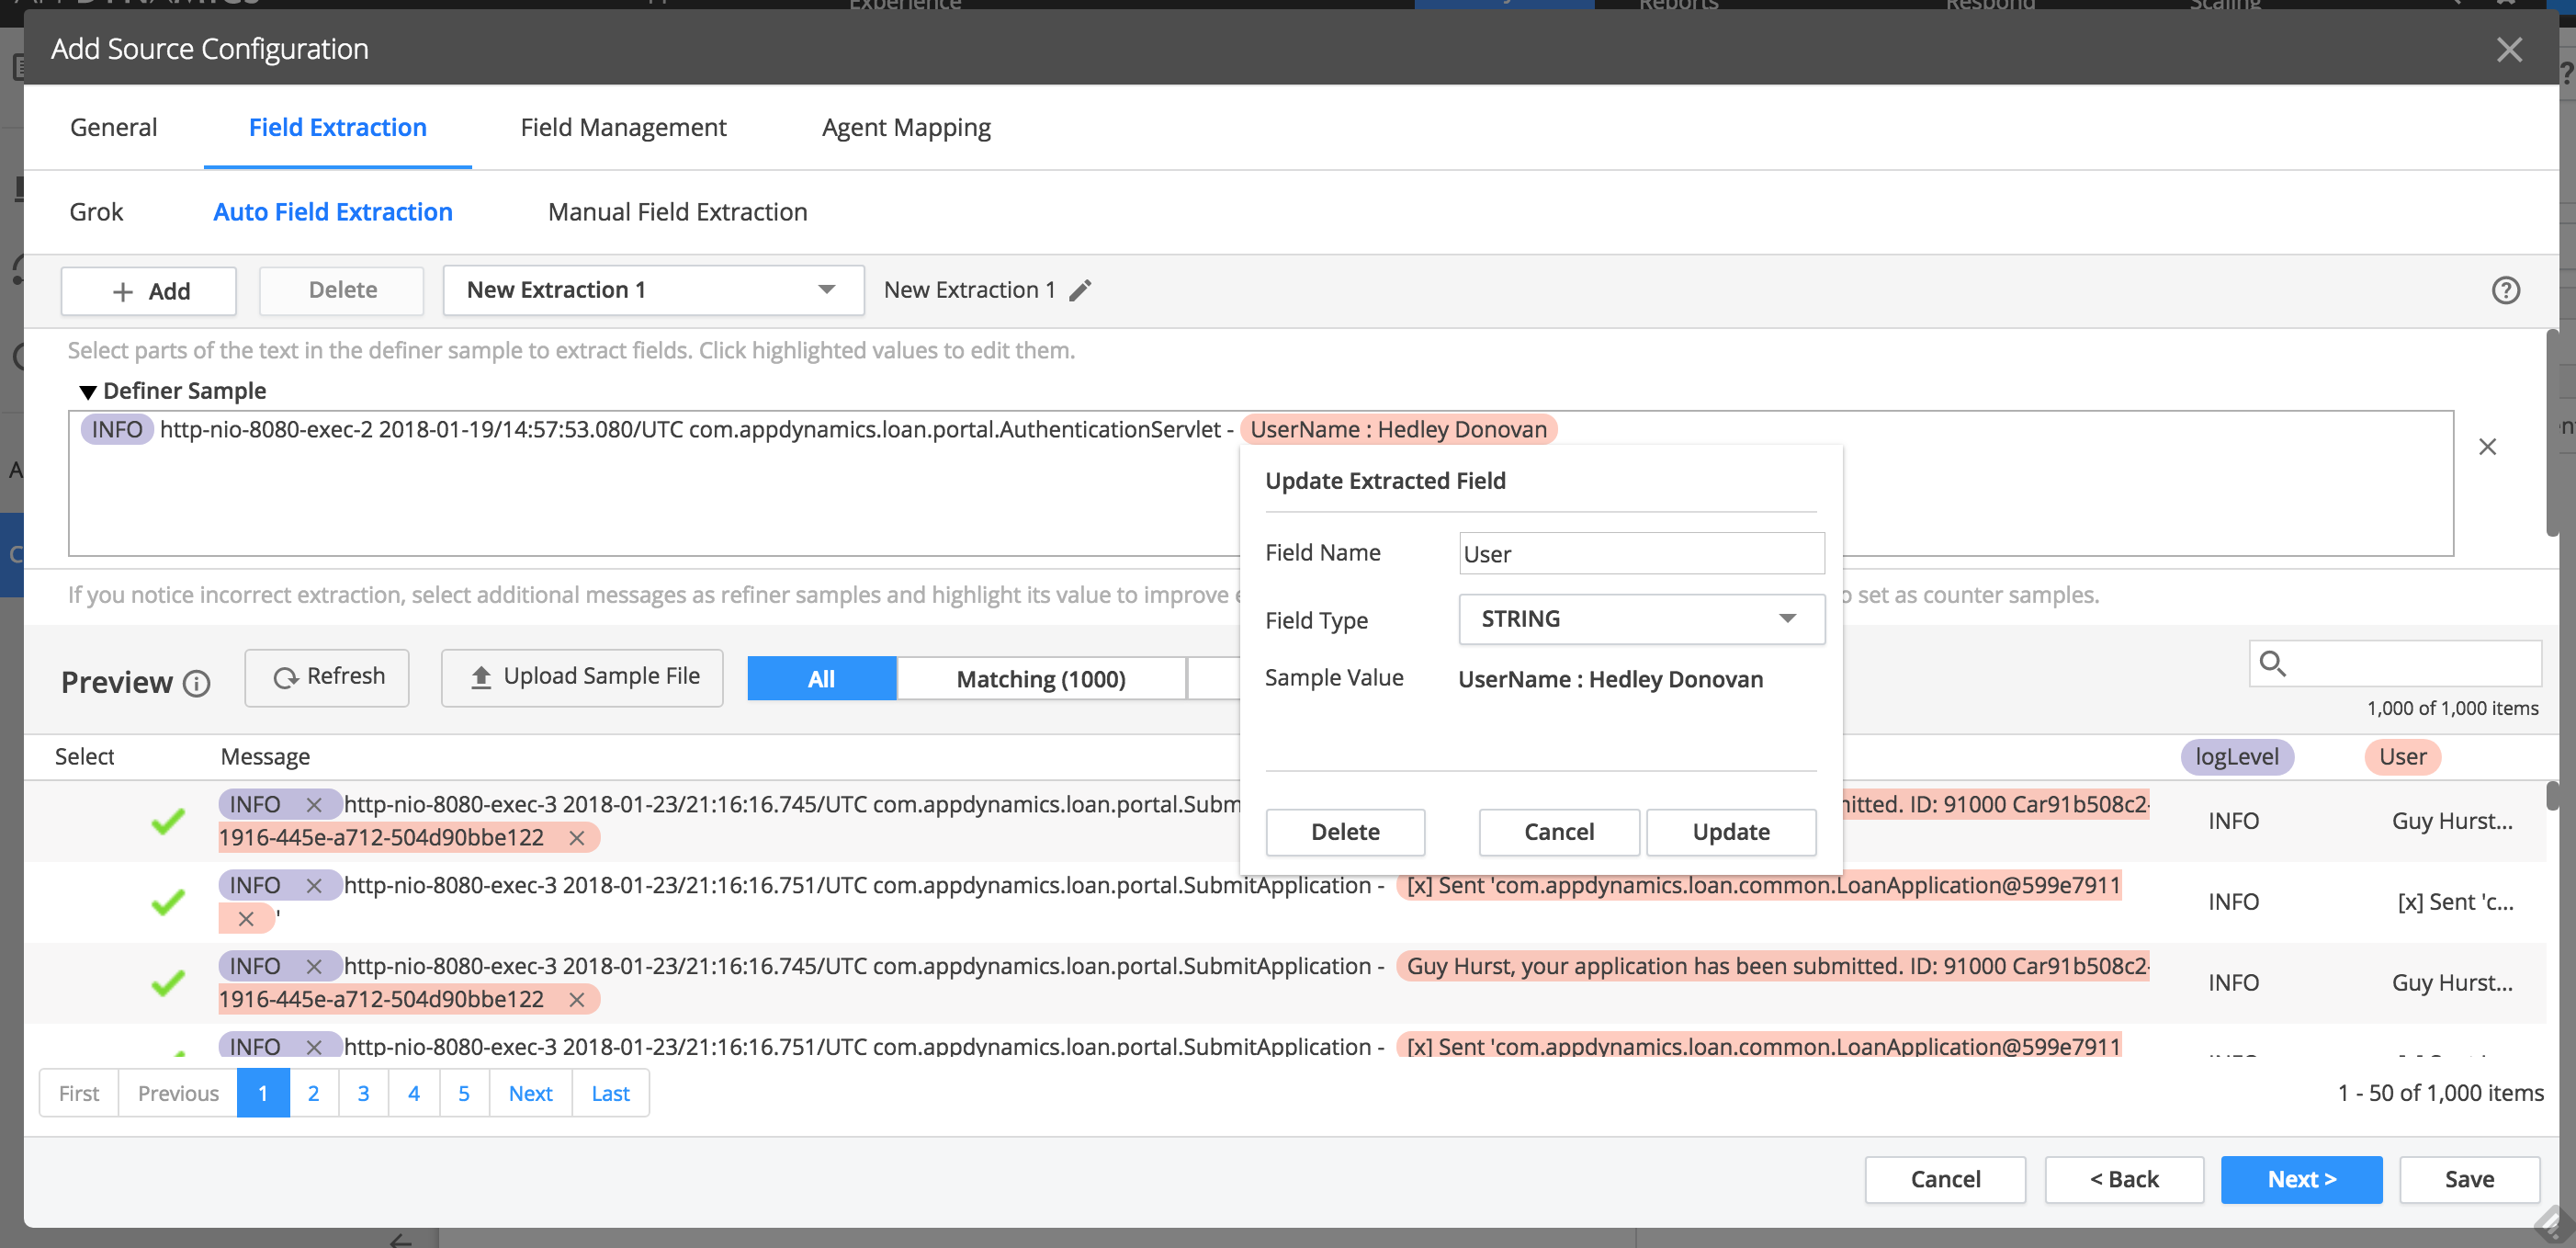 Experience
Reports
Respond
Scaling
Add Source Configuration
General Field Extraction Field Management Agent Mapping
Grok Auto Field Extraction Manual Field Extraction
+ Add Delete New Extraction 1 New Extraction 1
Select parts of the text in the definer sample to extract fields. Click highlighted values to edit them.
Definer Sample
INFO http-nio-8080-exec-2 2018-01-19/14:57:53.080/UTC com.appdynamics.loan.portal.AuthenticationServlet - UserName : Hedley Donovan
Update Extracted Field
Field Name User
Field Type STRING
Sample Value UserName : Hedley Donovan
Delete Cancel Update
If you notice incorrect extraction, select additional messages as refiner samples and highlight its value to improve
set as counter samples.
Preview Refresh Upload Sample File All Matching (1000)
1,000 of 1,000 items
Select Message logLevel User
INFO × http-nio-8080-exec-3 2018-01-23/21:16:16.745/UTC com.appdynamics.loan.portal.Subm itted. ID: 91000 Car91b508c2-
1916-445e-a712-504d90bbe122 ×
INFO Guy Hurst...
INFO × http-nio-8080-exec-3 2018-01-23/21:16:16.751/UTC com.appdynamics.loan.portal.SubmitApplication - [x] Sent 'com.appdynamics.loan.common.LoanApplication@599e7911
× '
INFO [x] Sent 'c...
INFO × http-nio-8080-exec-3 2018-01-23/21:16:16.745/UTC com.appdynamics.loan.portal.SubmitApplication - Guy Hurst, your application has been submitted. ID: 91000 Car91b508c2-
1916-445e-a712-504d90bbe122 ×
INFO Guy Hurst...
INFO × http-nio-8080-exec-3 2018-01-23/21:16:16.751/UTC com.appdynamics.loan.portal.SubmitApplication - [x] Sent 'com.appdynamics.loan.common.LoanApplication@599e7911
First Previous 1 2 3 4 5 Next Last
1 - 50 of 1,000 items
Cancel < Back Next > Save